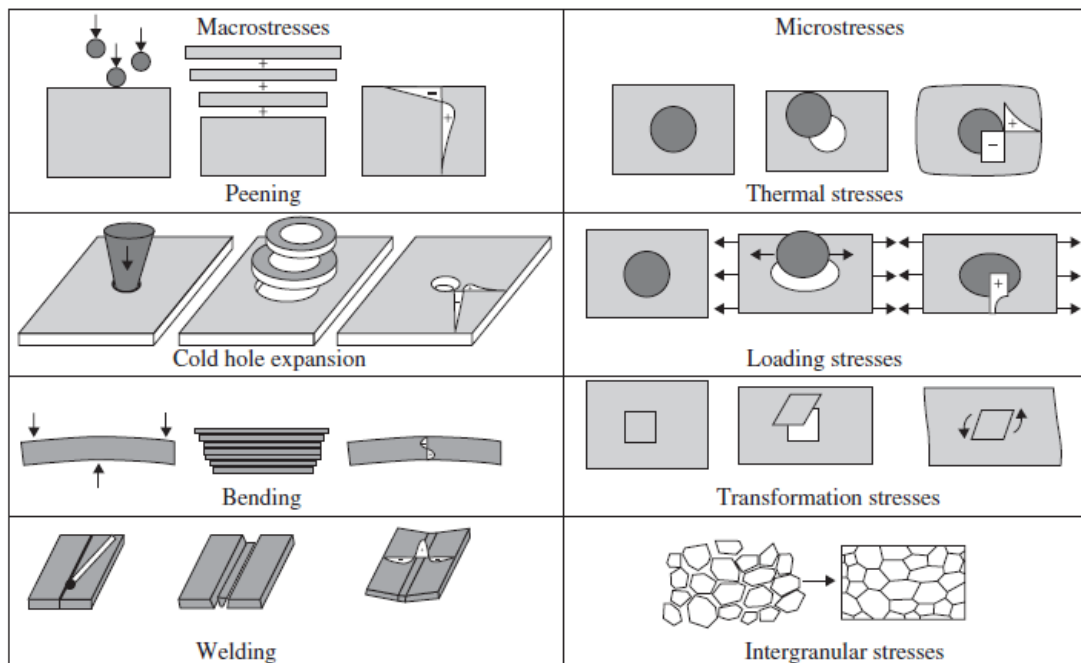 Macrostresses
Microstresses
+
+
+
+
−
+
Peening
+
−
Thermal stresses
−
Cold hole expansion
+
Loading stresses
Bending
Transformation stresses
Welding
Intergranular stresses